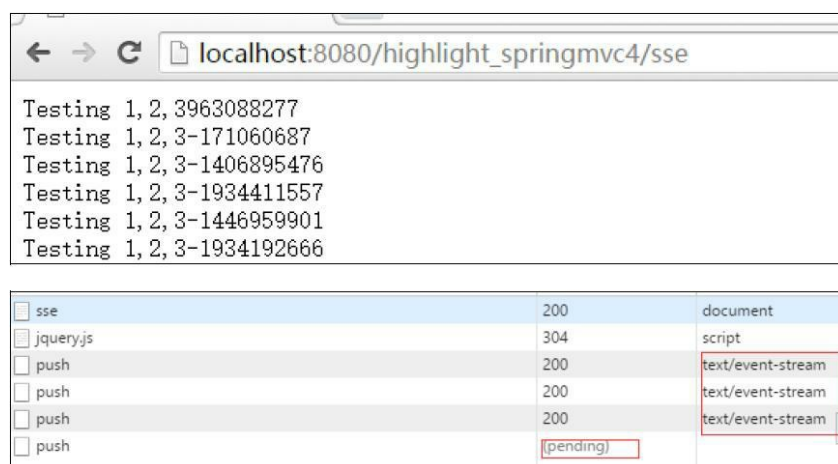 localhost:8080/highlight_springmvc4/sse
Testing 1,2,3963088277
Testing 1,2,3-171060687
Testing 1,2,3-1406895476
Testing 1,2,3-1934411557
Testing 1,2,3-1446959901
Testing 1,2,3-1934192666
sse 200 document
jquery.js 304 script
push 200 text/event-stream
push 200 text/event-stream
push 200 text/event-stream
push (pending)